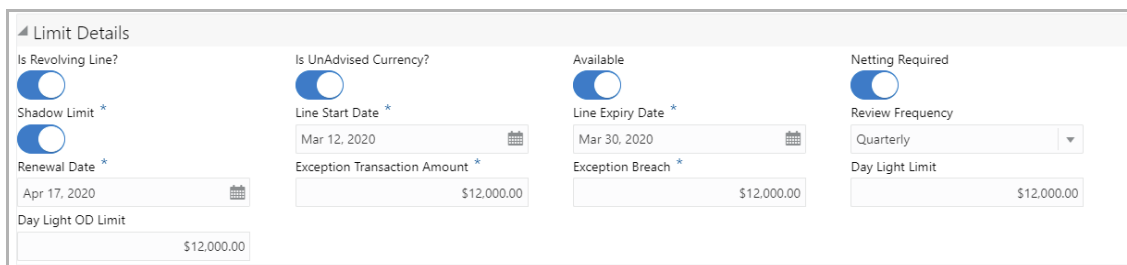 Limit Details
Is Revolving Line? Is UnAdvised Currency? Available Netting Required
Shadow Limit * Line Start Date * Line Expiry Date * Review Frequency
Mar 12, 2020 Mar 30, 2020 Quarterly
Renewal Date * Exception Transaction Amount * Exception Breach * Day Light Limit
Apr 17, 2020 $12,000.00 $12,000.00 $12,000.00
Day Light OD Limit
$12,000.00